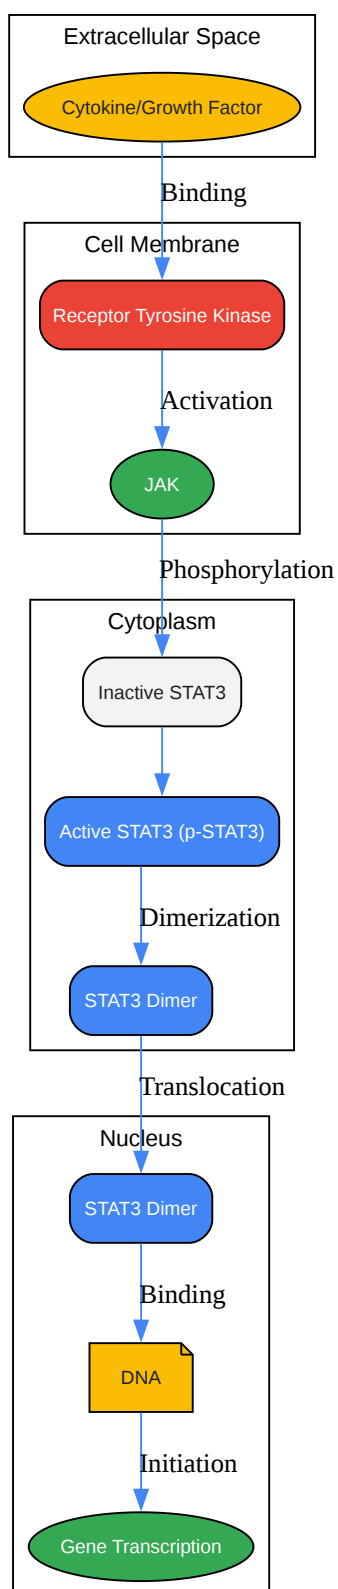 Extracellular Space
Cytokine/Growth Factor
Binding
Cell Membrane
Receptor Tyrosine Kinase
Activation
JAK
Phosphorylation
Cytoplasm
Inactive STAT3
Active STAT3 (p-STAT3)
Dimerization
STAT3 Dimer
Translocation
Nucleus
STAT3 Dimer
Binding
DNA
Initiation
Gene Transcription